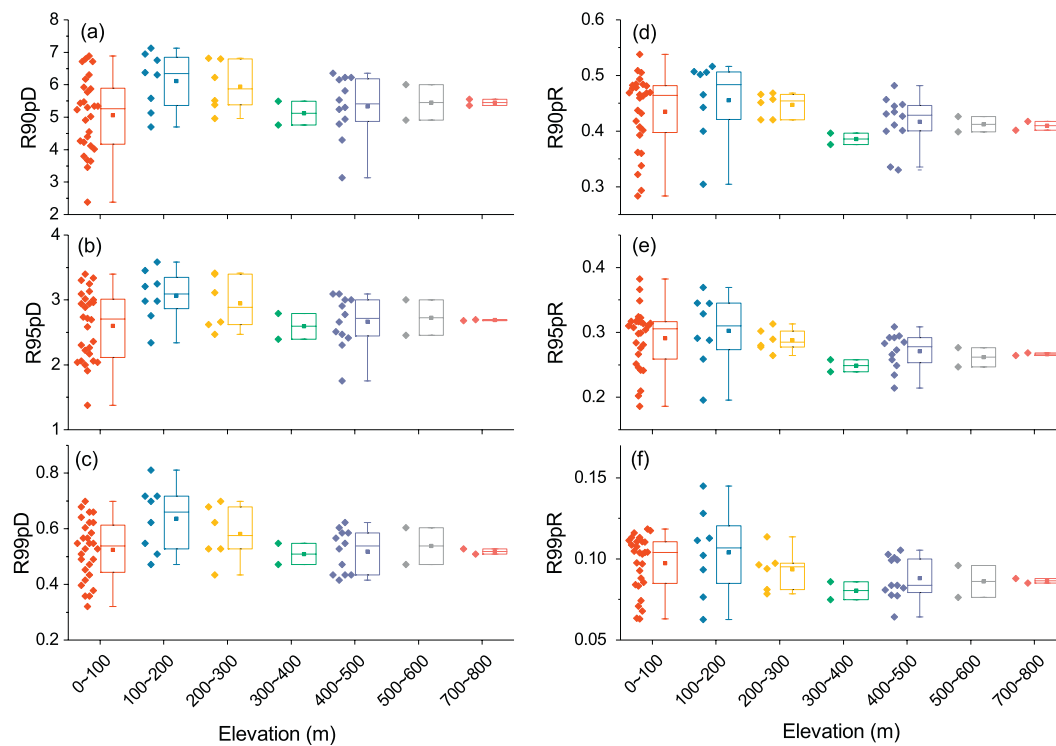 (a)
8
7
6
5
4
3
2
R90pD
(d)
0.6
0.5
0.4
0.3
R90pR
(b)
4
3
2
1
R95pD
(e)
0.4
0.3
0.2
R95pR
(c)
0.8
0.6
0.4
0.2
R99pD
(f)
0.15
0.10
0.05
R99pR
0~100
100~200
200~300
300~400
400~500
500~600
700~800
Elevation (m)
0~100
100~200
200~300
300~400
400~500
500~600
700~800
Elevation (m)